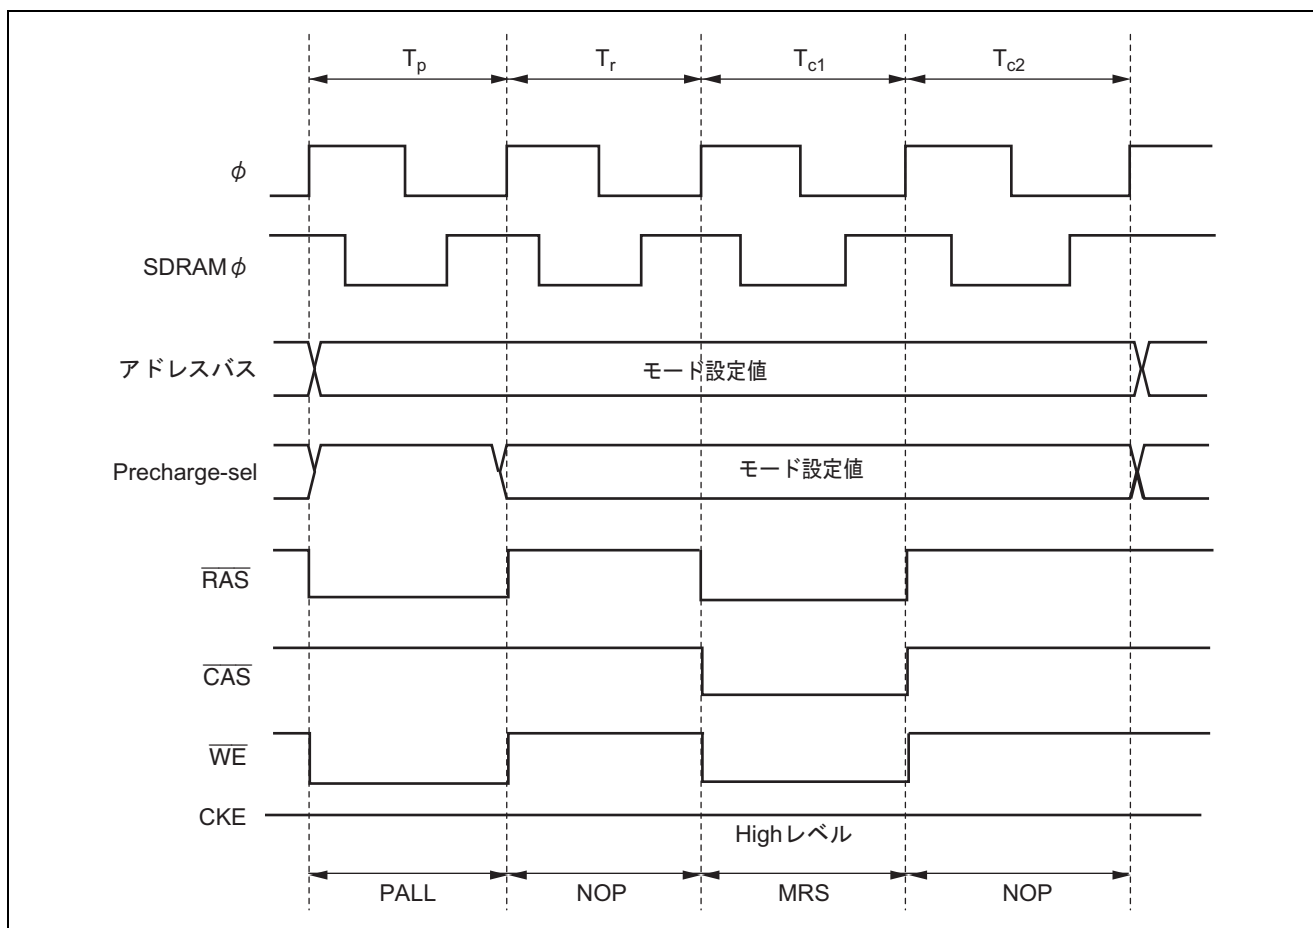 Tp Tr Tc1 Tc2
φ
SDRAMφ
アドレスバス モード設定値
Precharge-sel モード設定値
RAS
CAS
WE
CKE
Highレベル
PALL NOP MRS NOP